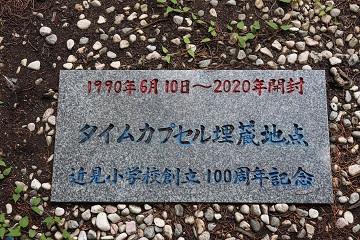 1990年6月10日～2020年開封
タイムカプセル埋蔵地点
近見小学校創立100周年記念